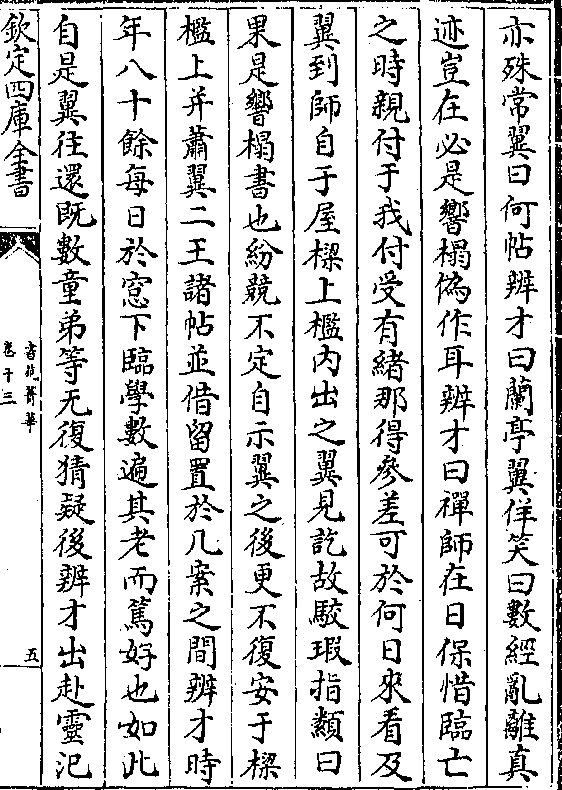 亦殊常翼曰何帖辨才曰蘭亭翼佯笑曰數經亂離真
迹豈在必是響榻偽作耳辨才曰禪師在日保惜臨亡
之時親付于我付受有緒那得參差可於何日來看及
翼到師自于屋樑上檻内出之翼見訖故駮瑕指纇曰
果是響榻書也紛競不定自示翼之後更不復安于樑
檻上并蕭翼二王諸帖並借留置於几案之間辨才時
年八十餘每日於窓下臨學數遍其老而篤好也如此
自是翼往還既數童弟等无復猜疑後辨才出赴靈汜
欽定四庫全書
書苑菁華
卷十三
五